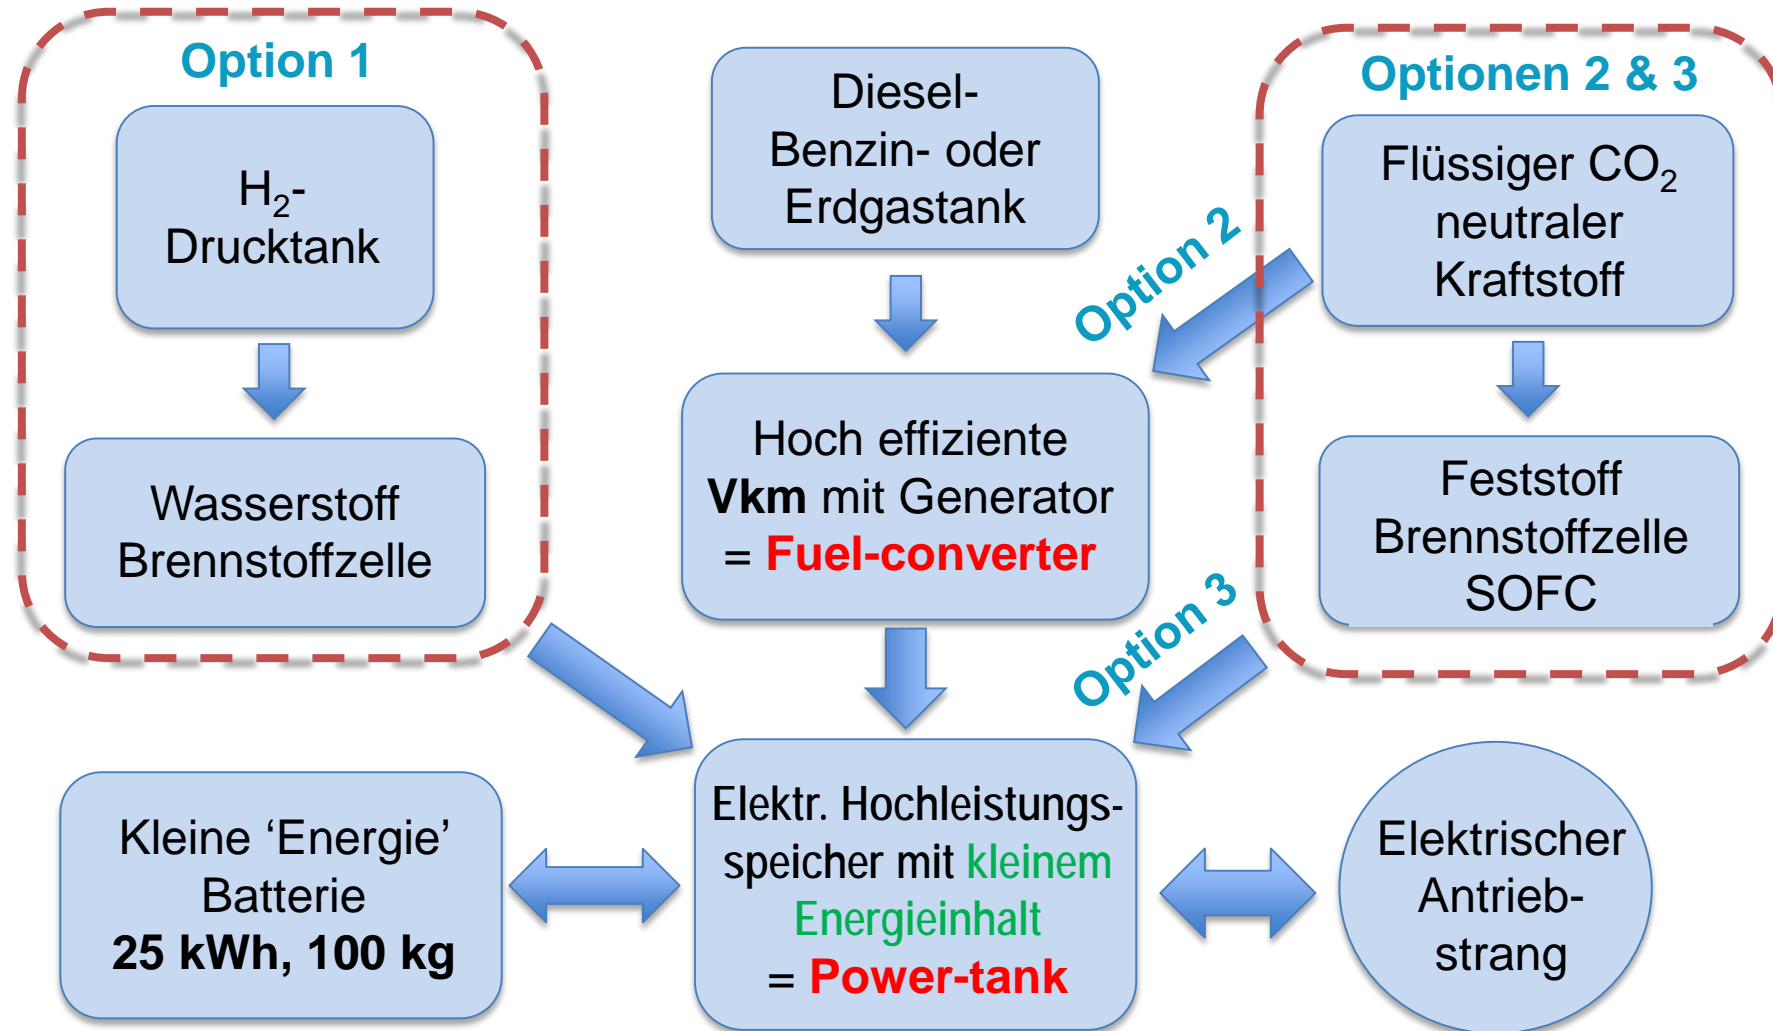 Option 1
H₂-
Drucktank
Wasserstoff
Brennstoffzelle
Diesel-
Benzin- oder
Erdgastank
Optionen 2 & 3
Flüssiger CO₂
neutraler
Kraftstoff
Option 2
Hoch effiziente
Vkm mit Generator
= Fuel-converter
Feststoff
Brennstoffzelle
SOFC
Option 3
Kleine ‘Energie’
Batterie
25 kWh, 100 kg
Elektr. Hochleistungs-
speicher mit kleinem
Energieinhalt
= Power-tank
Elektrischer
Antrieb-
strang